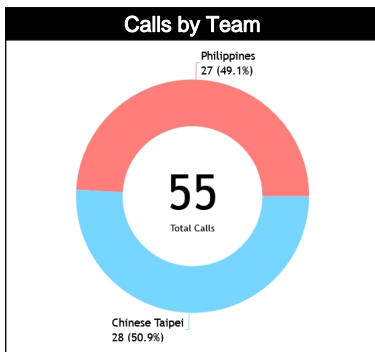 Calls by Team
Philippines
27 (49.1%)
55
Total Calls
Chinese Taipei
28 (50.9%)